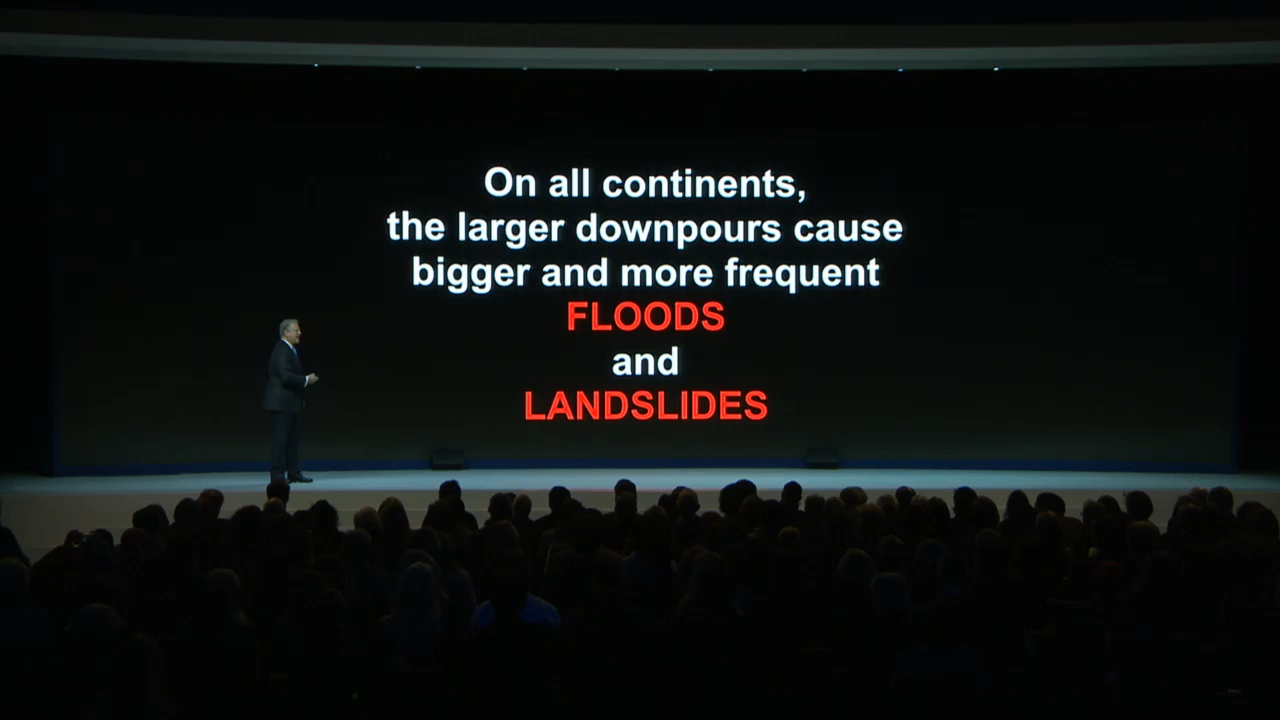 On all continents,
the larger downpours cause
bigger and more frequent
FLOODS
and
LANDSLIDES